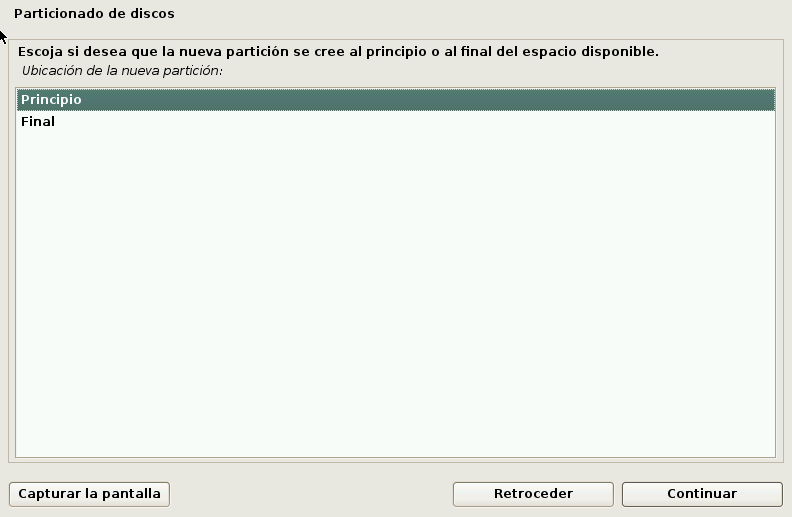 Particionado de discos
Escoja si desea que la nueva partición se cree al principio o al final del espacio disponible.
Ubicación de la nueva partición:
Principio
Final
Capturar la pantalla
Retroceder
Continuar